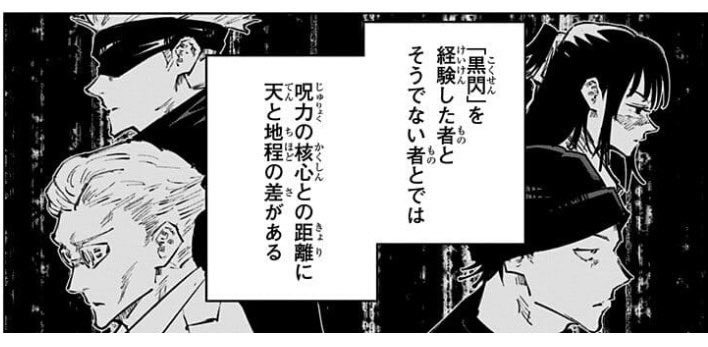 「黒閃」を
経験した者と
そうでない者とでは
呪力の核心との距離に
天と地程の差がある